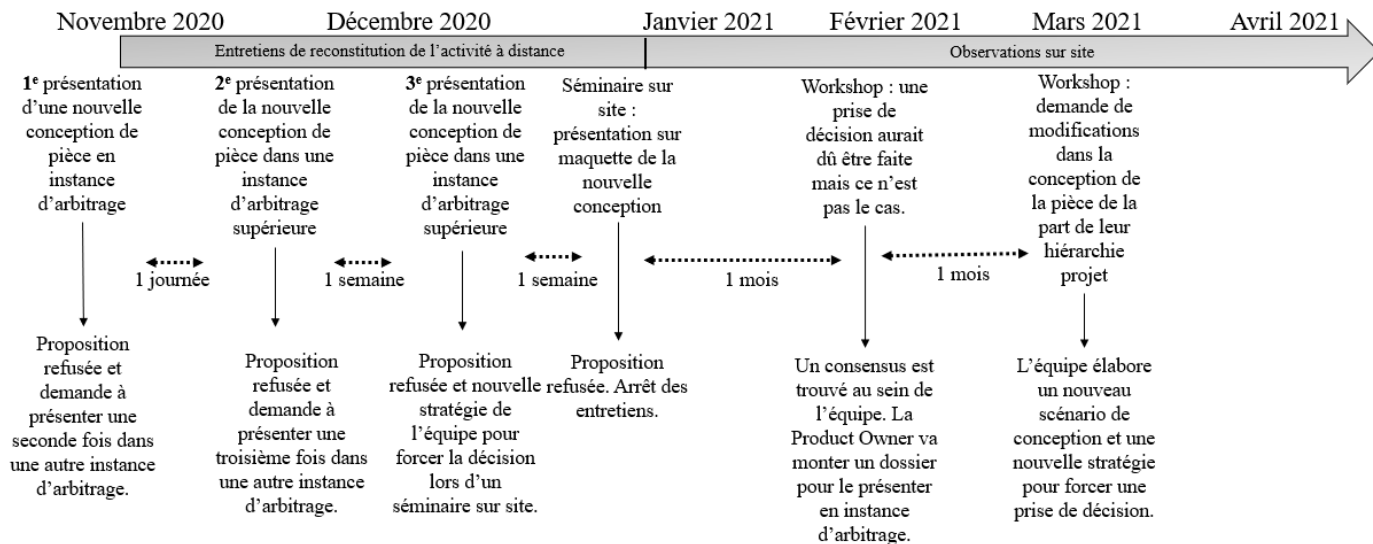 Novembre 2020
Décembre 2020
Janvier 2021
Février 2021
Mars 2021
Avril 2021
Entretiens de reconstitution de l'activité à distance
Observations sur site
1e présentation
d'une nouvelle
conception de
pièce en
instance
d'arbitrage
2e présentation
de la nouvelle
conception de
pièce dans une
instance
d'arbitrage
supérieure
3e présentation
de la nouvelle
conception de
pièce dans une
instance
d'arbitrage
supérieure
Séminaire sur
site :
présentation sur
maquette de la
nouvelle
conception
Workshop : une
prise de
décision aurait
dû être faite
mais ce n'est
pas le cas.
Workshop :
demande de
modifications
dans la
conception de
la pièce de la
part de leur
hiérarchie
projet
1 journée
1 semaine
1 semaine
1 mois
1 mois
Proposition
refusée et
demande à
présenter une
seconde fois dans
une autre instance
d'arbitrage.
Proposition
refusée et
demande à
présenter une
troisième fois dans
une autre instance
d'arbitrage.
Proposition
refusée et nouvelle
stratégie de
l'équipe pour
forcer la décision
lors d'un
séminaire sur site.
Proposition
refusée. Arrêt des
entretiens.
Un consensus est
trouvé au sein de
l'équipe. La
Product Owner va
monter un dossier
pour le présenter
en instance
d'arbitrage.
L'équipe élabore
un nouveau
scénario de
conception et une
nouvelle stratégie
pour forcer une
prise de décision.